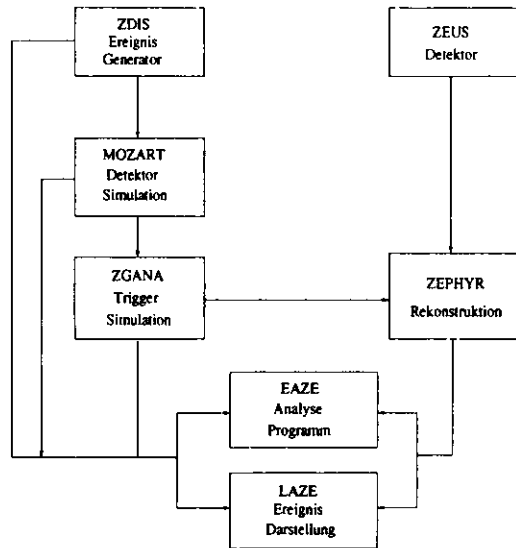 ZDIS
Ereignis
Generator
ZEUS
Detektor
MOZART
Detektor
Simulation
ZGANA
Trigger
Simulation
ZEPHYR
Rekonstruktion
EAZE
Analyse
Programm
LAZE
Ereignis
Darstellung